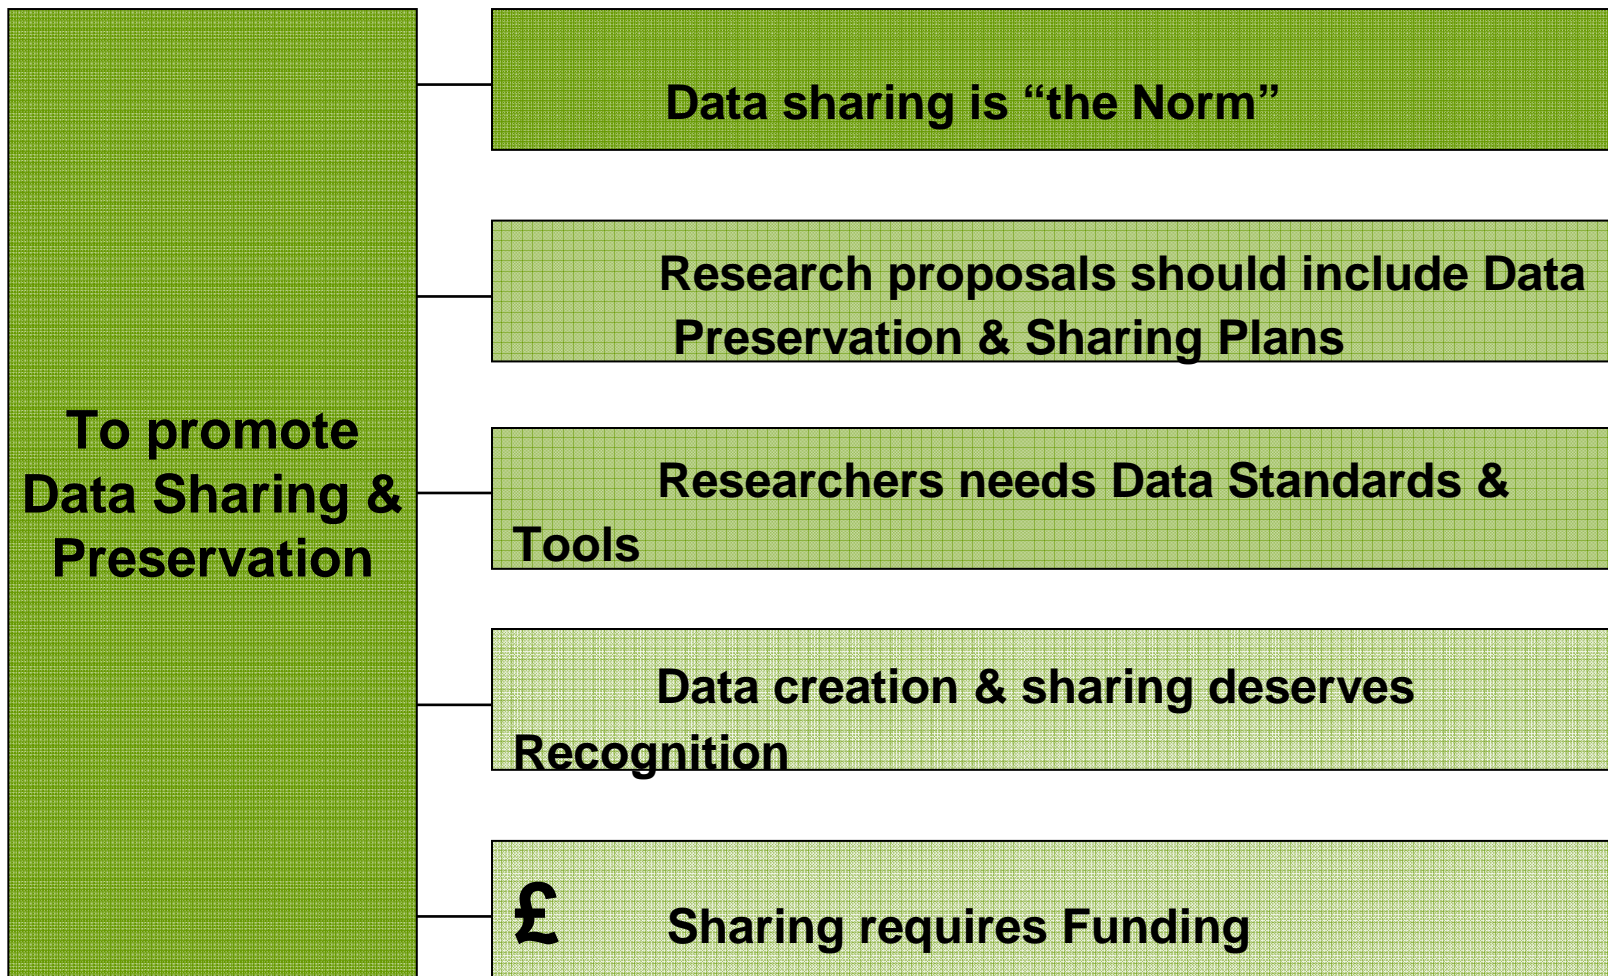 To promote
Data Sharing &
Preservation
Data sharing is “the Norm”
Research proposals should include Data
Preservation & Sharing Plans
Researchers needs Data Standards &
Tools
Data creation & sharing deserves
Recognition
£ Sharing requires Funding